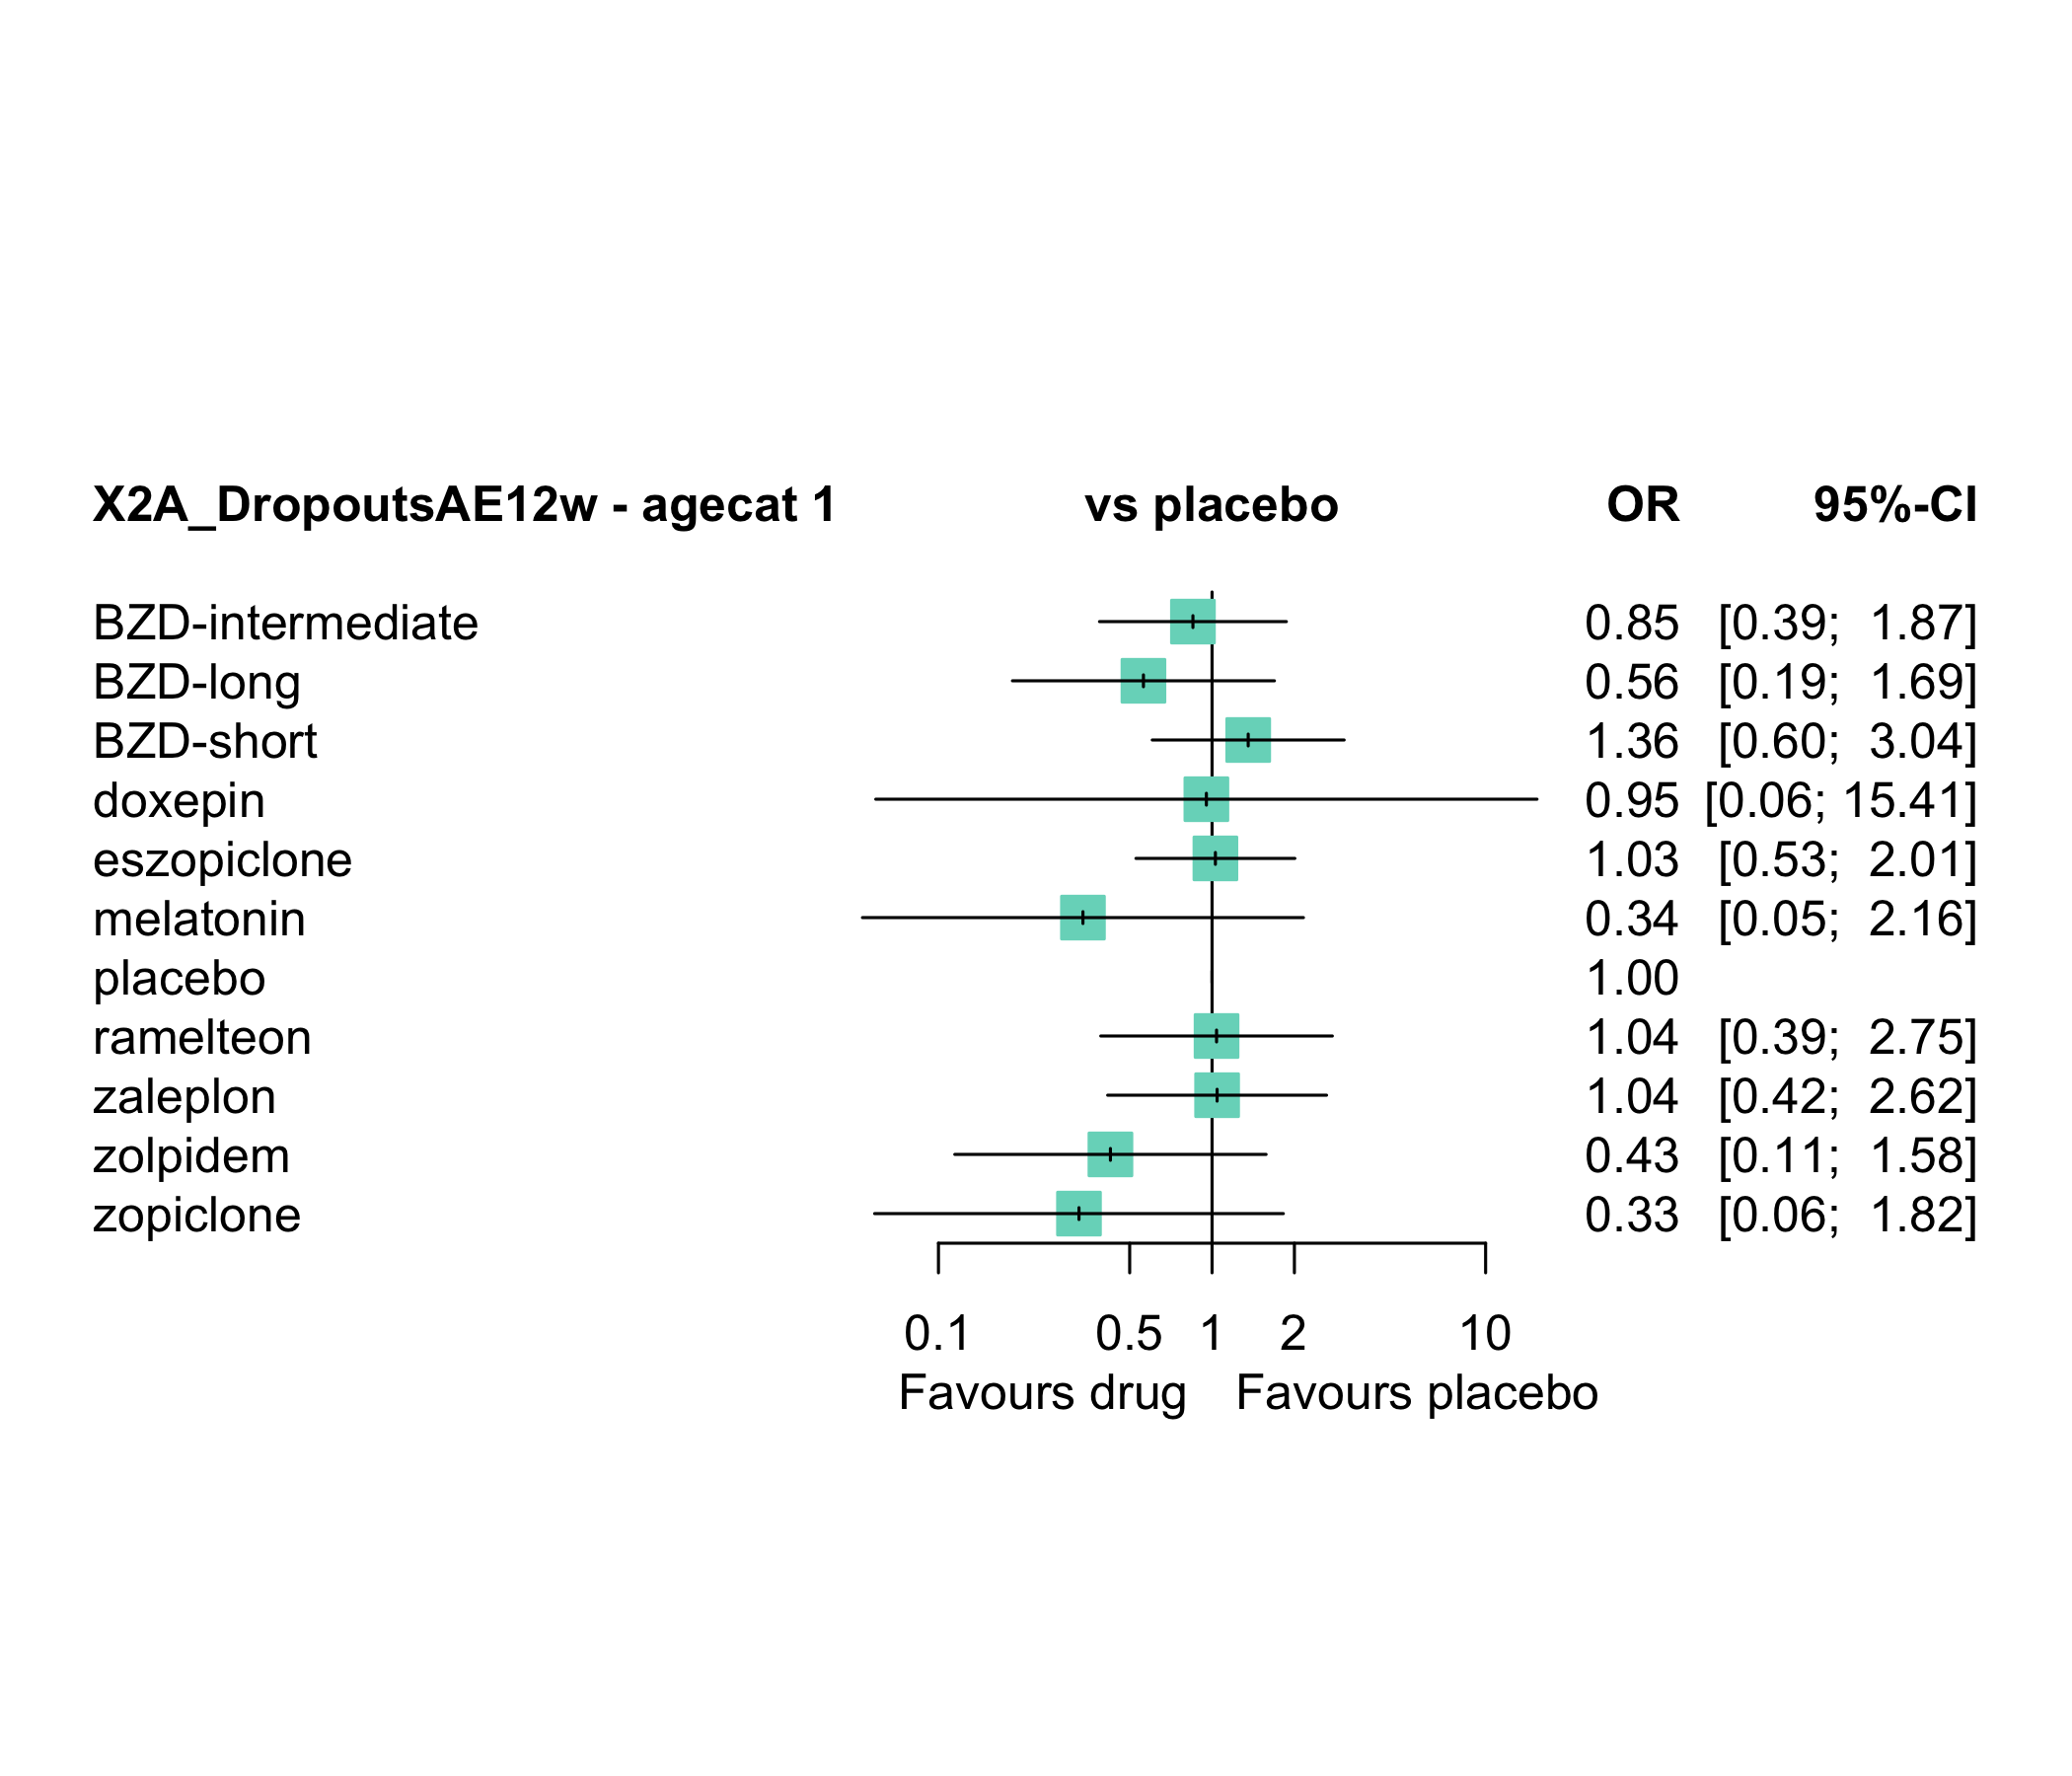 X2A_DropoutsAE12w - agecat 1 vs placebo OR 95%-CI
BZD-intermediate 0.85 [0.39; 1.87]
BZD-long 0.56 [0.19; 1.69]
BZD-short 1.36 [0.60; 3.04]
doxepin 0.95 [0.06; 15.41]
eszopiclone 1.03 [0.53; 2.01]
melatonin 0.34 [0.05; 2.16]
placebo 1.00
ramelteon 1.04 [0.39; 2.75]
zaleplon 1.04 [0.42; 2.62]
zolpidem 0.43 [0.11; 1.58]
zopiclone 0.33 [0.06; 1.82]
0.1 0.5 1 2 10
Favours drug Favours placebo